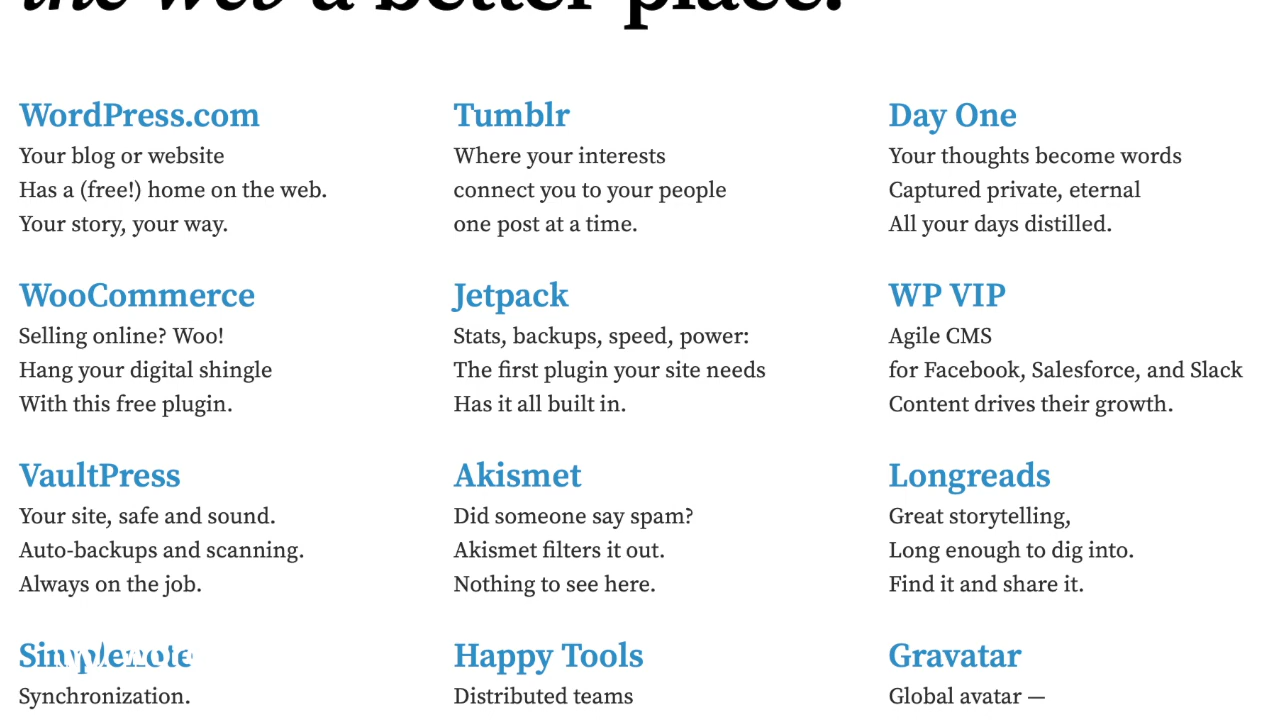 the web a better place.
WordPress.com
Your blog or website
Has a (free!) home on the web.
Your story, your way.
Tumblr
Where your interests
connect you to your people
one post at a time.
Day One
Your thoughts become words
Captured private, eternal
All your days distilled.
WooCommerce
Selling online? Woo!
Hang your digital shingle
With this free plugin.
Jetpack
Stats, backups, speed, power:
The first plugin your site needs
Has it all built in.
WP VIP
Agile CMS
for Facebook, Salesforce, and Slack
Content drives their growth.
VaultPress
Your site, safe and sound.
Auto-backups and scanning.
Always on the job.
Akismet
Did someone say spam?
Akismet filters it out.
Nothing to see here.
Longreads
Great storytelling,
Long enough to dig into.
Find it and share it.
Simplenote
Synchronization.
Happy Tools
Distributed teams
Gravatar
Global avatar —